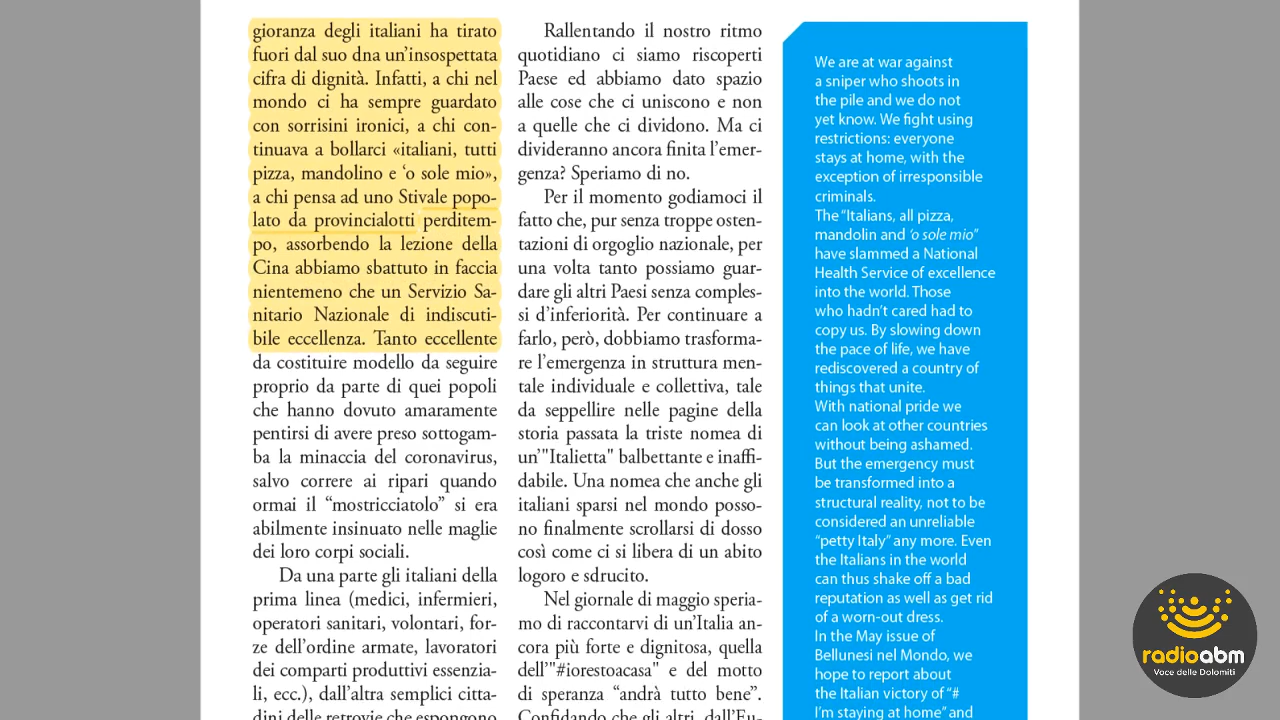 gioranza degli italiani ha tirato
fuori dal suo dna un'insospettata
cifra di dignità. Infatti, a chi nel
mondo ci ha sempre guardato
con sorrisini ironici, a chi con-
tinuava a bollarci «italiani, tutti
pizza, mandolino e 'o sole mio»,
a chi pensa ad uno Stivale popo-
lato da provincialotti perditem-
po, assorbendo la lezione della
Cina abbiamo sbattuto in faccia
nientemeno che un Servizio Sa-
nitario Nazionale di indiscuti-
bile eccellenza. Tanto eccellente
da costituire modello da seguire
proprio da parte di quei popoli
che hanno dovuto amaramente
pentirsi di avere preso sottogam-
ba la minaccia del coronavirus,
salvo correre ai ripari quando
ormai il “mostricciatolo” si era
abilmente insinuato nelle maglie
dei loro corpi sociali.
Da una parte gli italiani della
prima linea (medici, infermieri,
operatori sanitari, volontari, for-
ze dell'ordine armate, lavoratori
dei comparti produttivi essenzia-
li, ecc.), dall'altra semplici citta-
dini delle retrovie che espongono
Rallentando il nostro ritmo
quotidiano ci siamo riscoperti
Paese ed abbiamo dato spazio
alle cose che ci uniscono e non
a quelle che ci dividono. Ma ci
divideranno ancora finita l'emer-
genza? Speriamo di no.
Per il momento godiamoci il
fatto che, pur senza troppe osten-
tazioni di orgoglio nazionale, per
una volta tanto possiamo guar-
dare gli altri Paesi senza comples-
si d'inferiorità. Per continuare a
farlo, però, dobbiamo trasforma-
re l'emergenza in struttura men-
tale individuale e collettiva, tale
da seppellire nelle pagine della
storia passata la triste nomea di
un'"Italietta" balbettante e inaffi-
dabile. Una nomea che anche gli
italiani sparsi nel mondo posso-
no finalmente scrollarsi di dosso
così come ci si libera di un abito
logoro e sdrucito.
Nel giornale di maggio speria-
mo di raccontarvi di un'Italia an-
cora più forte e dignitosa, quella
dell'"#iorestoacasa" e del motto
di speranza “andrà tutto bene”.
Confidando che gli altri, dall'Eu-
We are at war against
a sniper who shoots in
the pile and we do not
yet know. We fight using
restrictions: everyone
stays at home, with the
exception of irresponsible
criminals.
The “Italians, all pizza,
mandolin and 'o sole mio”
have slammed a National
Health Service of excellence
into the world. Those
who hadn't cared had to
copy us. By slowing down
the pace of life, we have
rediscovered a country of
things that unite.
With national pride we
can look at other countries
without being ashamed.
But the emergency must
be transformed into a
structural reality, not to be
considered an unreliable
“petty Italy” any more. Even
the Italians in the world
can thus shake off a bad
reputation as well as get rid
of a worn-out dress.
In the May issue of
Bellunesi nel Mondo, we
hope to report about
the Italian victory of “#
I'm staying at home” and
radioabm
Voce delle Dolomiti